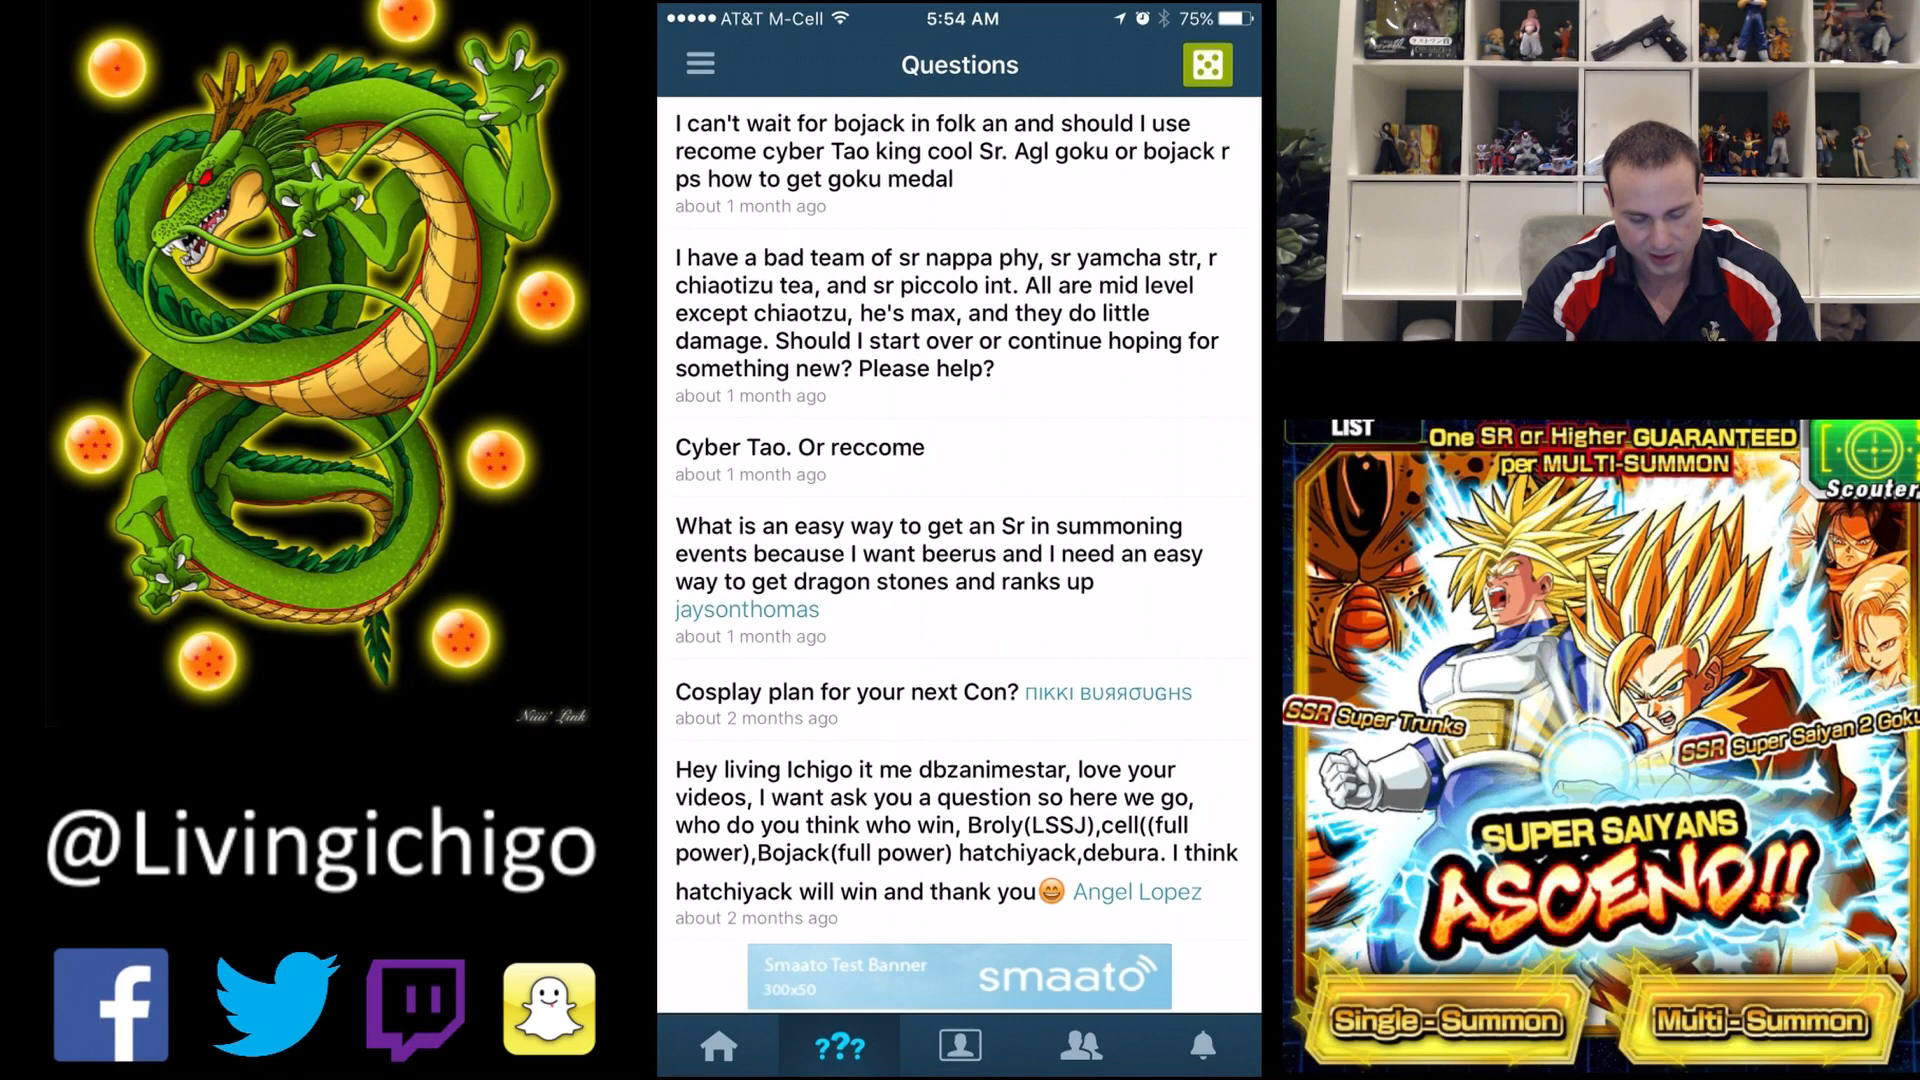 ●●●●● AT&T M-Cell 5:54 AM 75%
Questions
I can't wait for bojack in folk an and should I use
recome cyber Tao king cool Sr. Agl goku or bojack r
ps how to get goku medal
about 1 month ago
I have a bad team of sr nappa phy, sr yamcha str, r
chiaotizu tea, and sr piccolo int. All are mid level
except chiaotzu, he's max, and they do little
damage. Should I start over or continue hoping for
something new? Please help?
about 1 month ago
Cyber Tao. Or reccome
about 1 month ago
What is an easy way to get an Sr in summoning
events because I want beerus and I need an easy
way to get dragon stones and ranks up
jaysonthomas
about 1 month ago
Cosplay plan for your next Con? ПIKKI BUЯЯОUGHS
about 2 months ago
Hey living Ichigo it me dbzanimestar, love your
videos, I want ask you a question so here we go,
who do you think who win, Broly(LSSJ),cell((full
power),Bojack(full power) hatchiyack,debura. I think
hatchiyack will win and thank you😄 Angel Lopez
about 2 months ago
Smaato Test Banner
300x50
smaato
???
Niiii' Link
@Livingichigo
f
LIST
One SR or Higher GUARANTEED
per MULTI-SUMMON
Scouter
SSR Super Trunks
SSR Super Saiyan 2 Goku
SUPER SAIYANS
ASCEND!!
Single-Summon
Multi-Summon